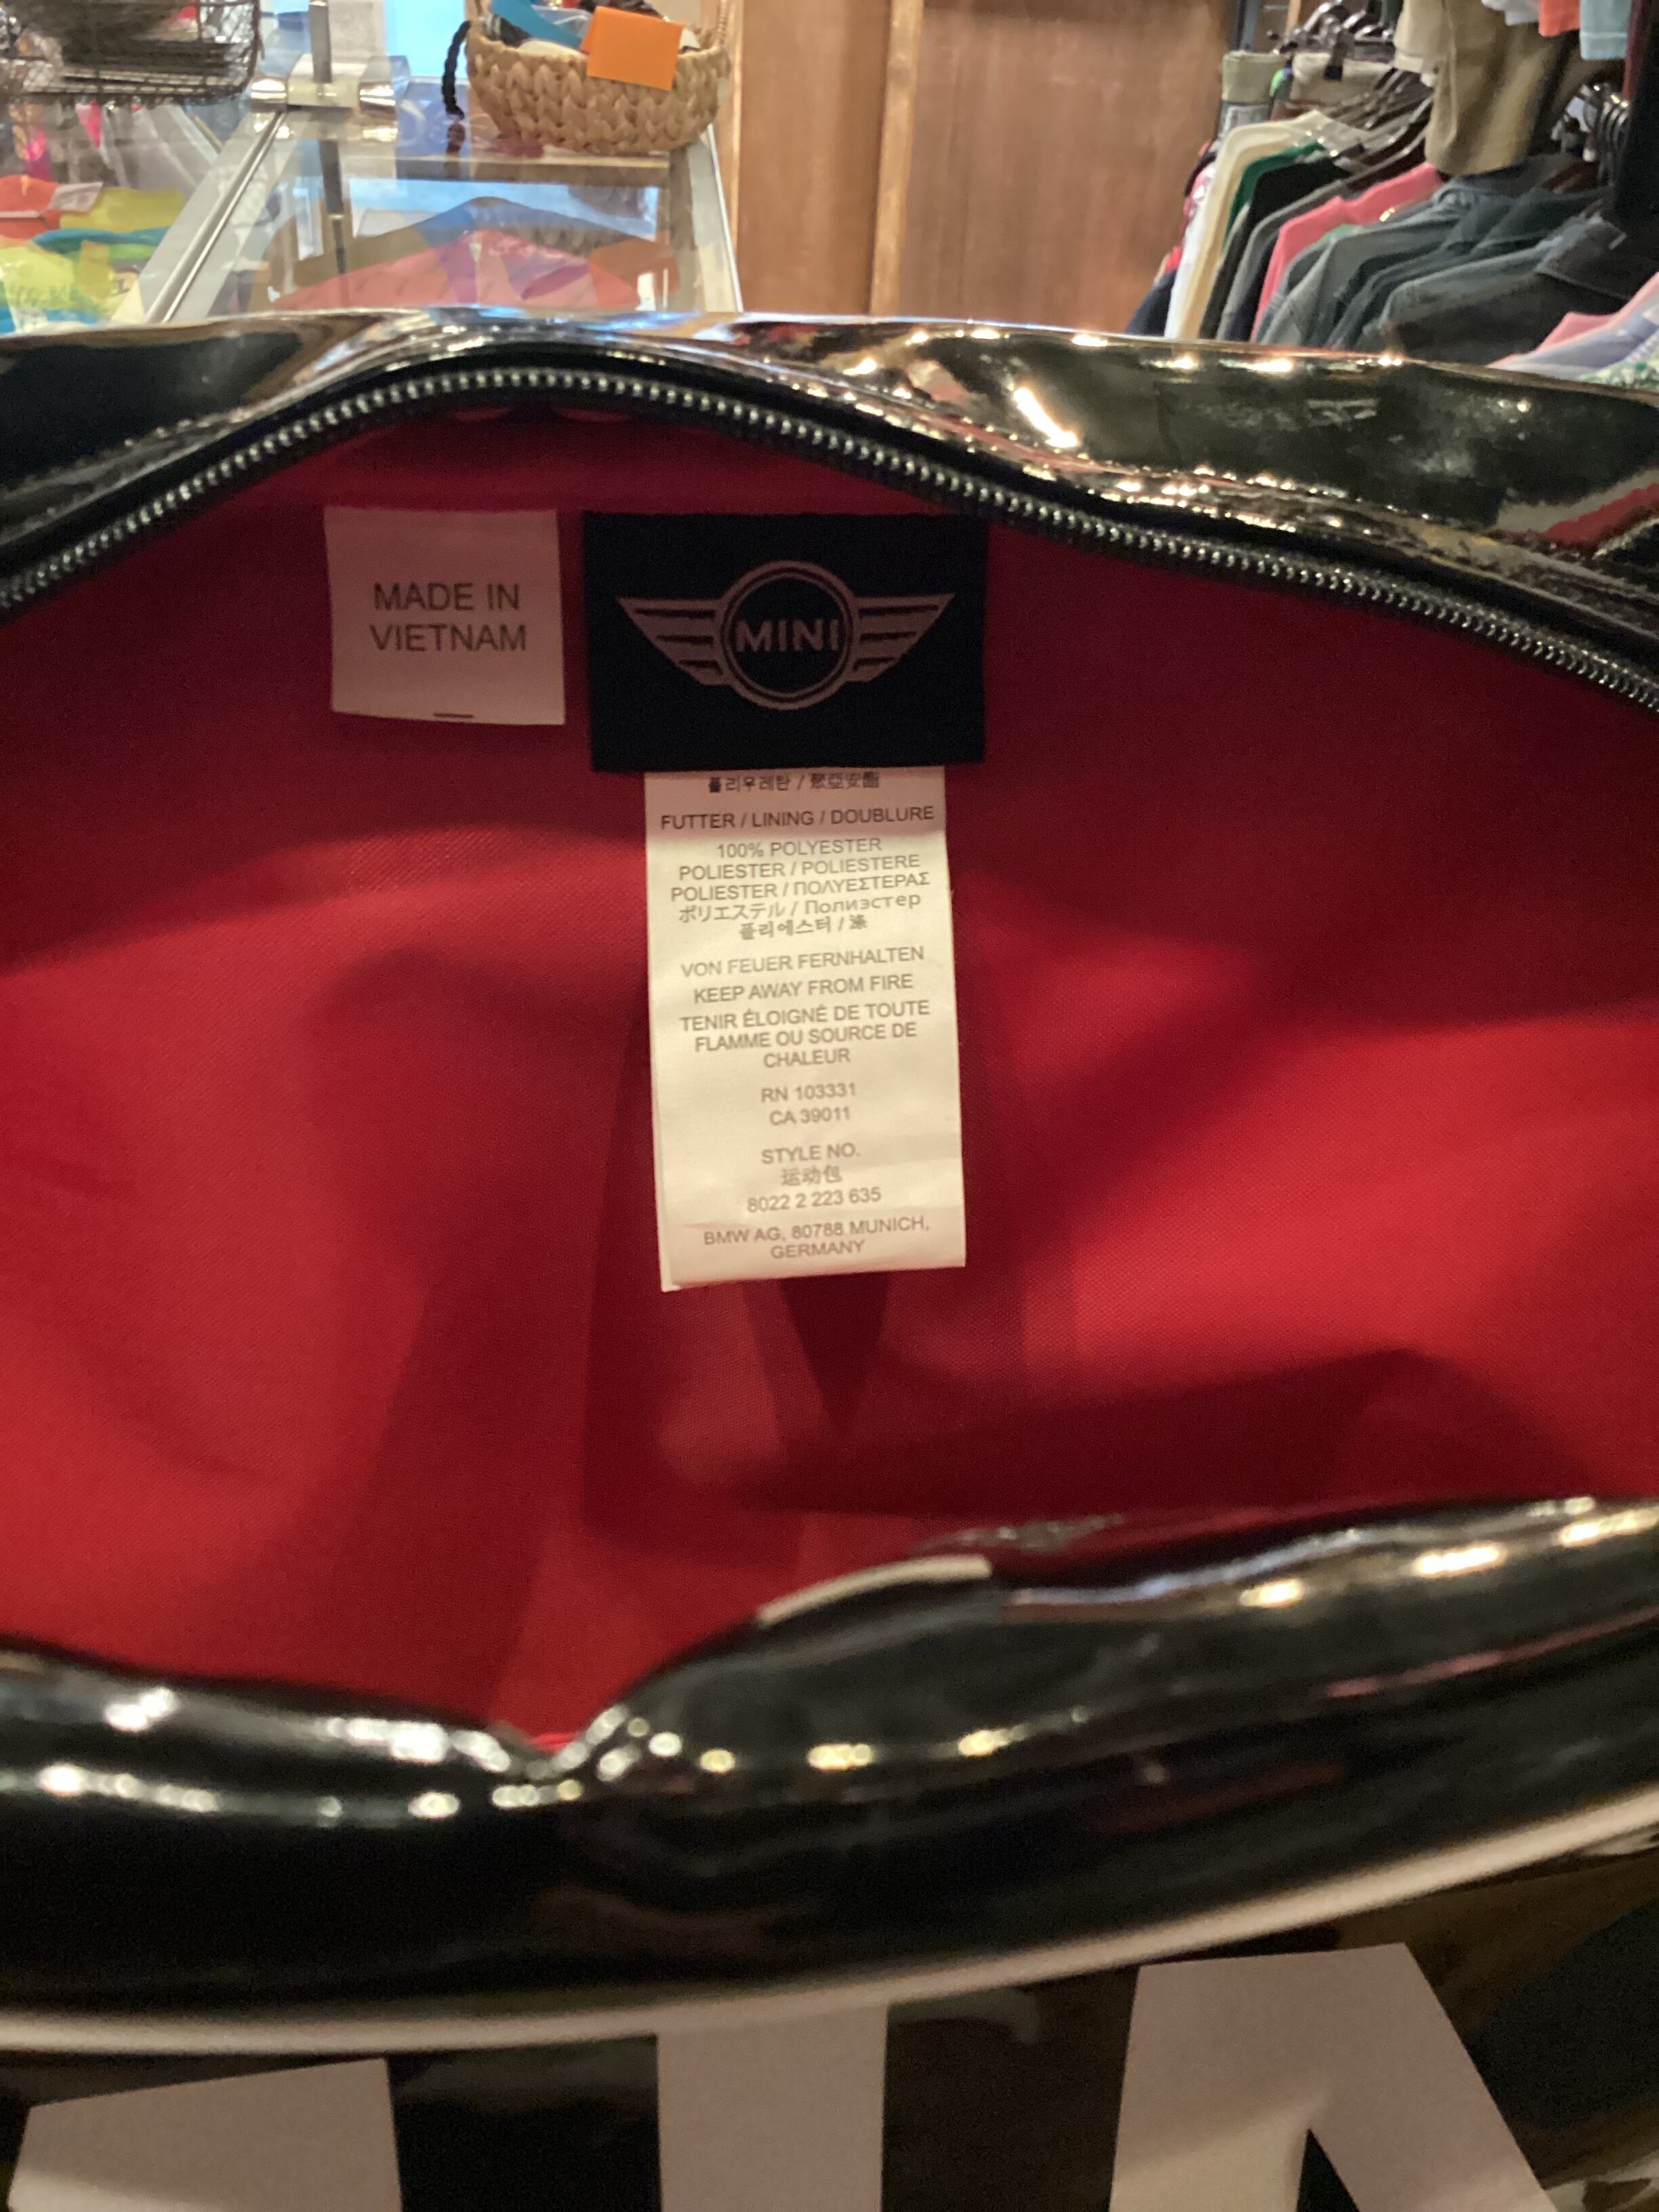 MADE IN
VIETNAM
MINI
폴리우레탄 / 聚亞安酯
FUTTER / LINING / DOUBLURE
100% POLYESTER
POLIESTER / POLIESTERE
POLIESTER / ΠΟΛΥΕΣΤΕΡΑΣ
ポリエステル / Полиэстер
폴리에스터 / 滌
VON FEUER FERNHALTEN
KEEP AWAY FROM FIRE
TENIR ÉLOIGNÉ DE TOUTE
FLAMME OU SOURCE DE
CHALEUR
RN 103331
CA 39011
STYLE NO.
运动包
8022 2 223 635
BMW AG, 80788 MUNICH,
GERMANY